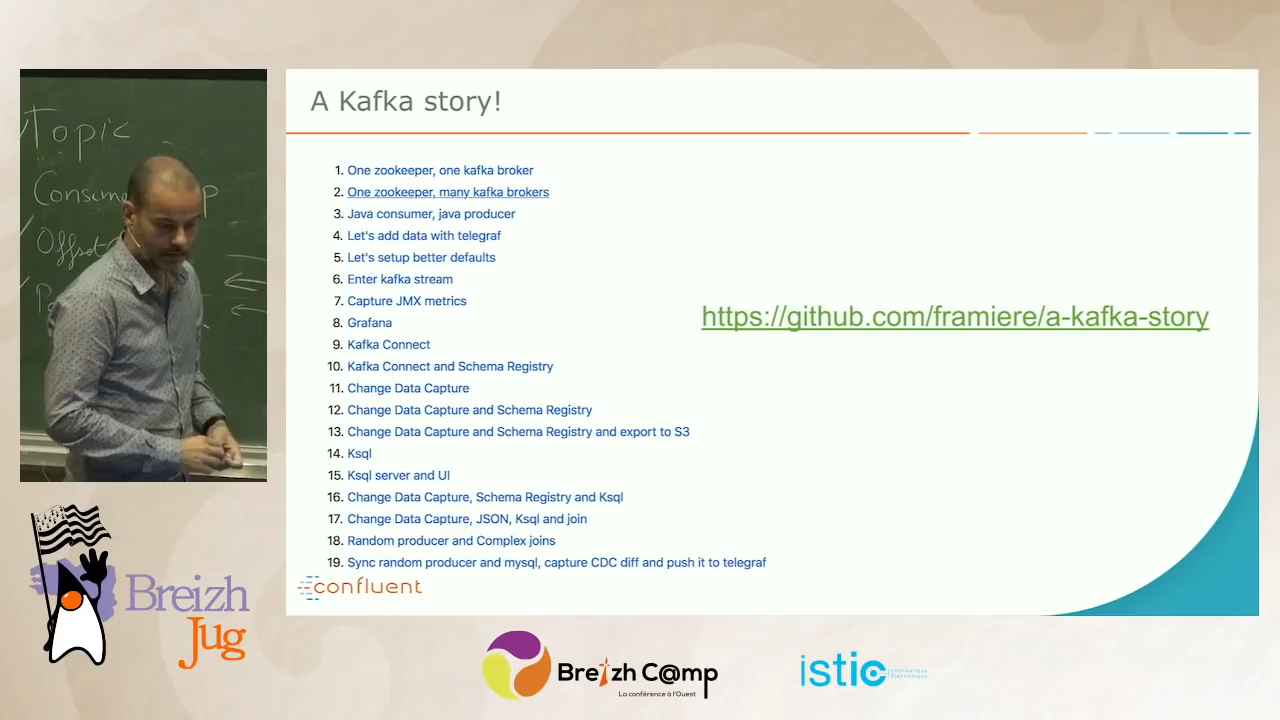 A Kafka story!
Topic
Offset
1. One zookeeper, one kafka broker
2. One zookeeper, many kafka brokers
3. Java consumer, java producer
4. Let's add data with telegraf
5. Let's setup better defaults
6. Enter kafka stream
7. Capture JMX metrics
8. Grafana
9. Kafka Connect
10. Kafka Connect and Schema Registry
11. Change Data Capture
12. Change Data Capture and Schema Registry
13. Change Data Capture and Schema Registry and export to S3
14. Ksql
15. Ksql server and UI
16. Change Data Capture, Schema Registry and Ksql
17. Change Data Capture, JSON, Ksql and join
18. Random producer and Complex joins
19. Sync random producer and mysql, capture CDC diff and push it to telegraf
https://github.com/framiere/a-kafka-story
confluent
Breizh
Jug
Breizh C@mp
La conférence à l'Ouest
istic